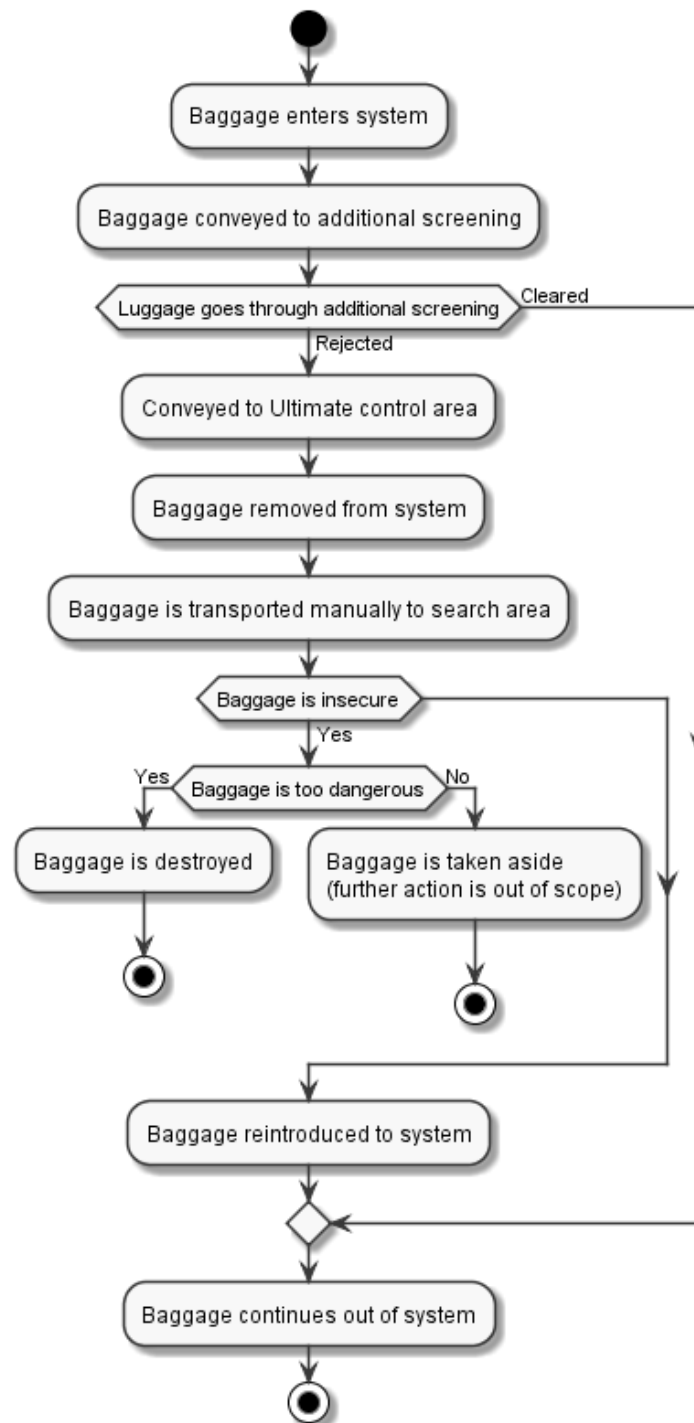 Baggage enters system
Baggage conveyed to additional screening
Luggage goes through additional screening
Cleared
Rejected
Conveyed to Ultimate control area
Baggage removed from system
Baggage is transported manually to search area
Baggage is insecure
Yes
Yes
Baggage is too dangerous
No
Baggage is destroyed
Baggage is taken aside
(further action is out of scope)
Baggage reintroduced to system
Baggage continues out of system